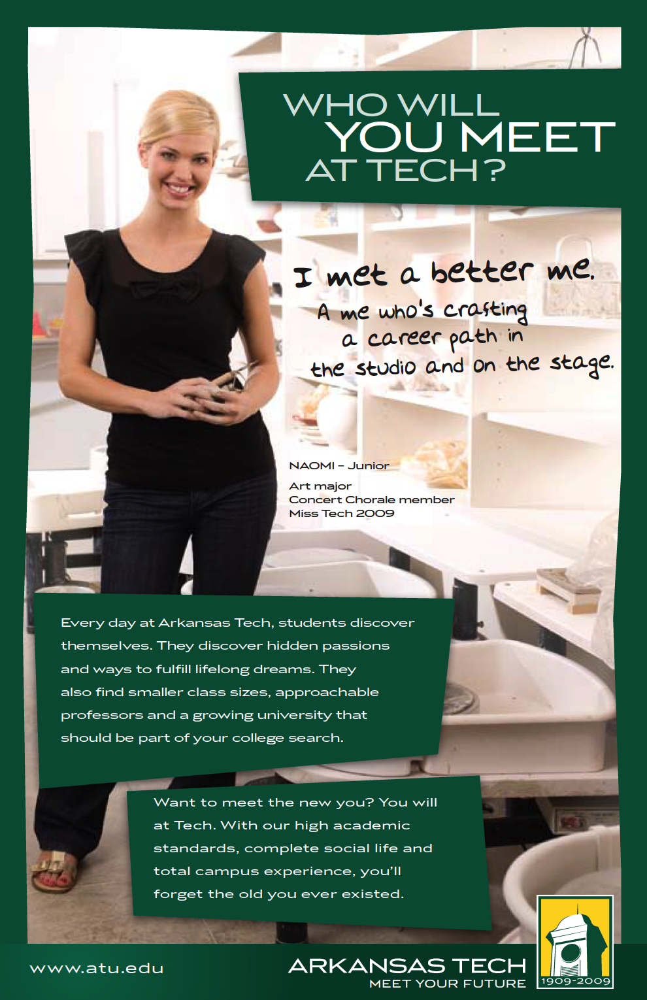 WHO WILL
YOU MEET
AT TECH?
I met a better me.
A me who's crafting
a career path in
the studio and on the stage.
NAOMI – Junior
Art major
Concert Chorale member
Miss Tech 2009
Every day at Arkansas Tech, students discover
themselves. They discover hidden passions
and ways to fulfill lifelong dreams. They
also find smaller class sizes, approachable
professors and a growing university that
should be part of your college search.
Want to meet the new you? You will
at Tech. With our high academic
standards, complete social life and
total campus experience, you'll
forget the old you ever existed.
www.atu.edu
ARKANSAS TECH
MEET YOUR FUTURE
1909-2009